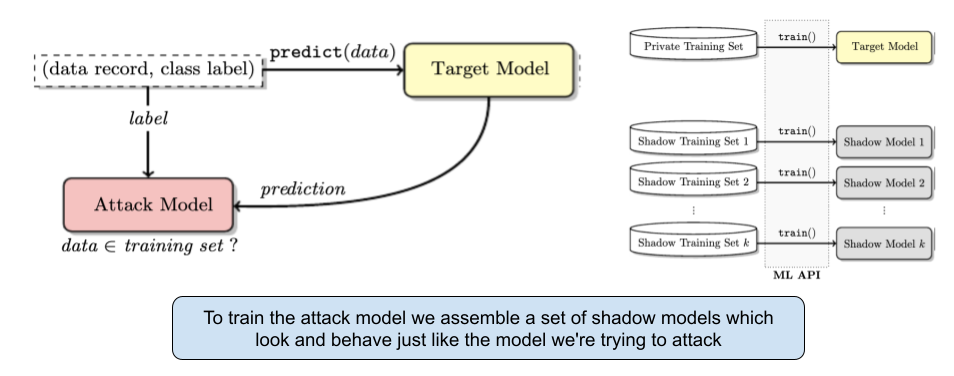 predict(data)
(data record, class label)
Target Model
label
prediction
Attack Model
data ∈ training set ?
Private Training Set
train()
Target Model
Shadow Training Set 1
train()
Shadow Model 1
Shadow Training Set 2
train()
Shadow Model 2
⋮
⋮
Shadow Training Set k
train()
Shadow Model k
ML API
To train the attack model we assemble a set of shadow models which
look and behave just like the model we're trying to attack